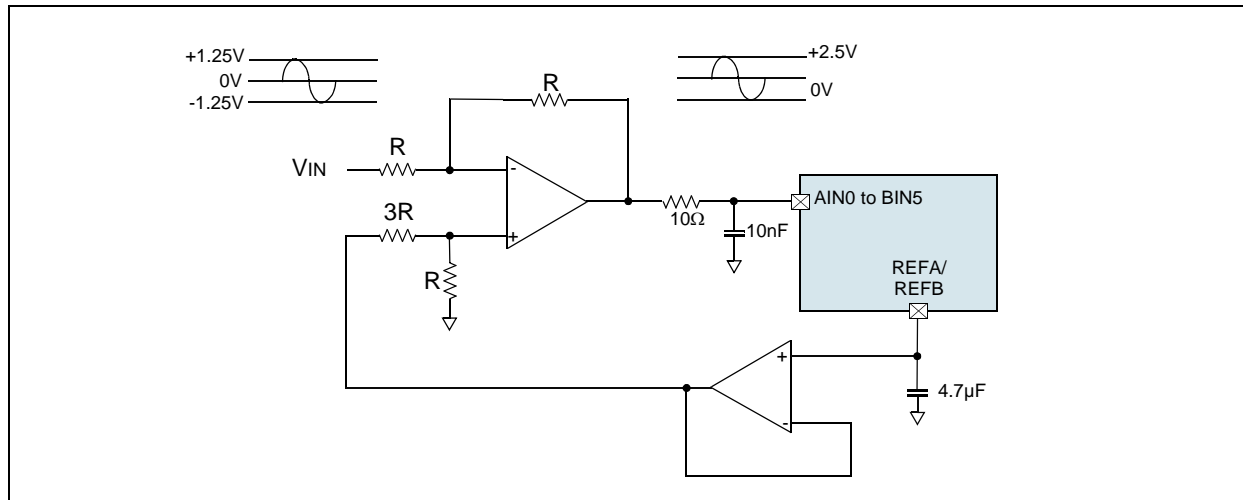 +1.25V
0V
-1.25V
+2.5V
0V
R
R
VIN
-
3R
+
R
10Ω
10nF
AIN0 to BIN5
REFA/
REFB
+
-
4.7µF